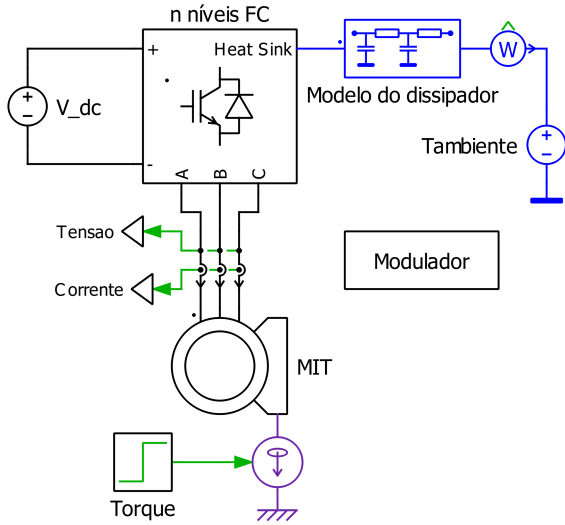 n níveis FC
+
Heat Sink
V_dc
-
A
B
C
Modelo do dissipador
W
Tambiente
Tensao
Corrente
Modulador
MIT
Torque